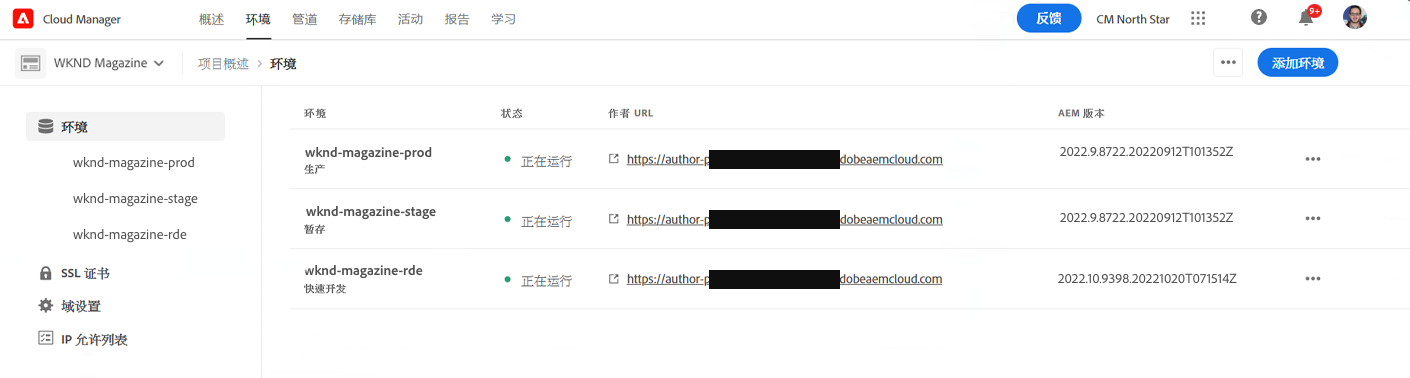 Cloud Manager 概述 环境 管道 存储库 活动 报告 学习 反馈 CM North Star 9+
WKND Magazine 项目概述 > 环境 ••• 添加环境
环境
wknd-magazine-prod
wknd-magazine-stage
wknd-magazine-rde
SSL 证书
域设置
IP 允许列表
环境 状态 作者 URL AEM 版本
wknd-magazine-prod 正在运行 https://author-p dobeaemcloud.com 2022.9.8722.20220912T101352Z •••
生产
wknd-magazine-stage 正在运行 https://author-p dobeaemcloud.com 2022.9.8722.20220912T101352Z •••
暂存
wknd-magazine-rde 正在运行 https://author-p dobeaemcloud.com 2022.10.9398.20221020T071514Z •••
快速开发